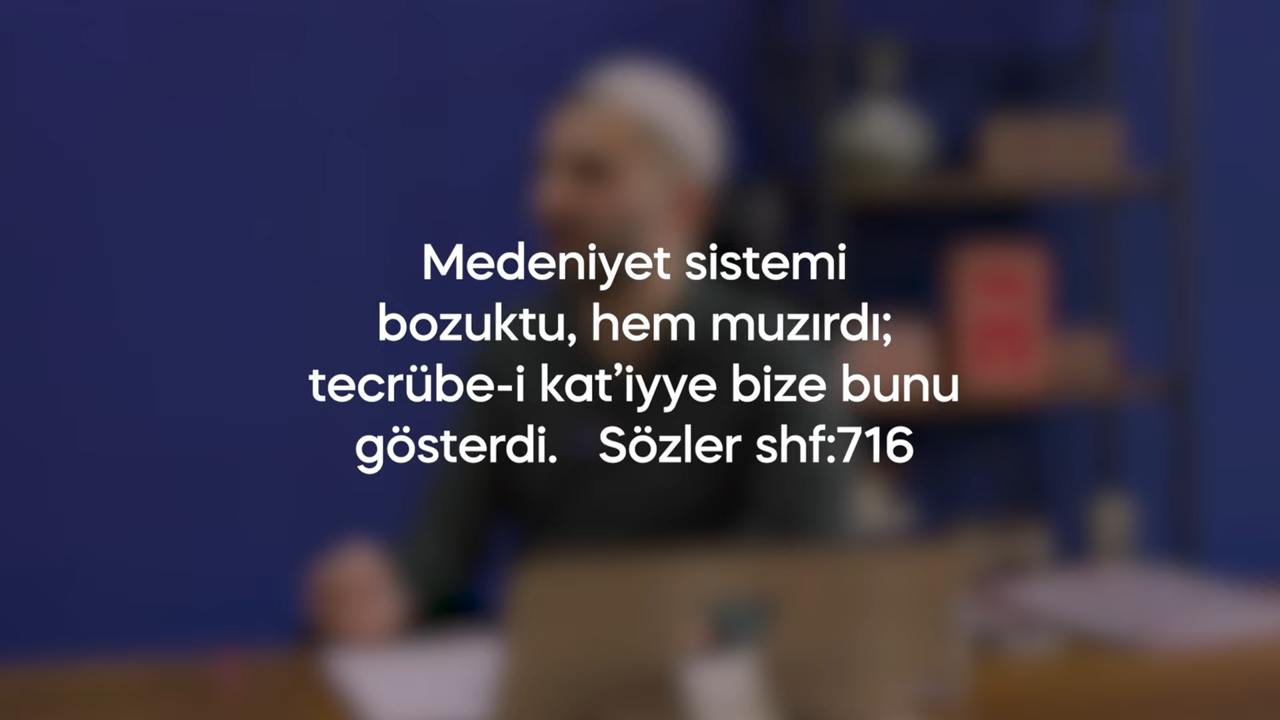 Medeniyet sistemi
bozuktu, hem muzırdı;
tecrübe-i kat’iyye bize bunu
gösterdi. Sözler shf:716